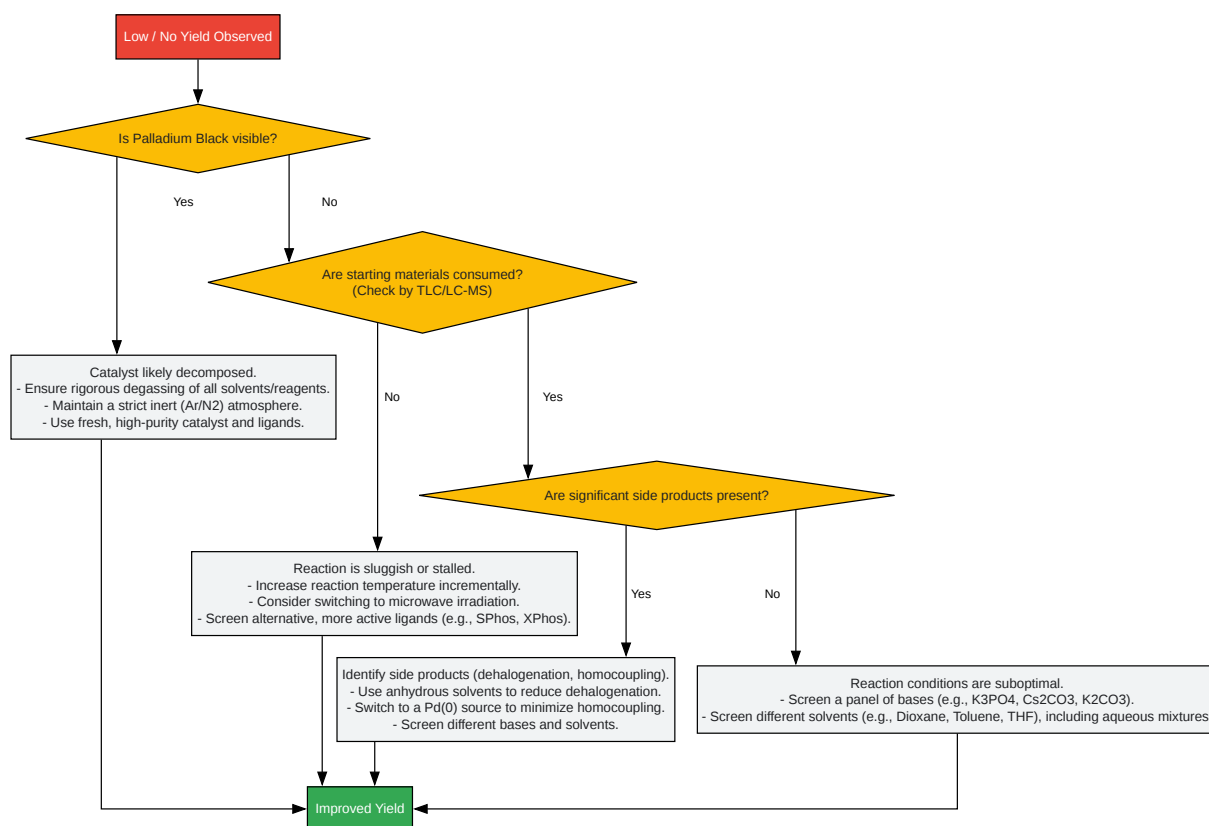 Low / No Yield Observed
Is Palladium Black visible?
Yes
No
Are starting materials consumed?
(Check by TLC/LC-MS)
Catalyst likely decomposed.
- Ensure rigorous degassing of all solvents/reagents.
- Maintain a strict inert (Ar/N2) atmosphere.
- Use fresh, high-purity catalyst and ligands.
No
Yes
Are significant side products present?
Reaction is sluggish or stalled.
- Increase reaction temperature incrementally.
- Consider switching to microwave irradiation.
- Screen alternative, more active ligands (e.g., SPhos, XPhos).
Yes
No
Identify side products (dehalogenation, homocoupling).
- Use anhydrous solvents to reduce dehalogenation.
- Switch to a Pd(0) source to minimize homocoupling.
- Screen different bases and solvents.
Reaction conditions are suboptimal.
- Screen a panel of bases (e.g., K3PO4, Cs2CO3, K2CO3).
- Screen different solvents (e.g., Dioxane, Toluene, THF), including aqueous mixtures
Improved Yield